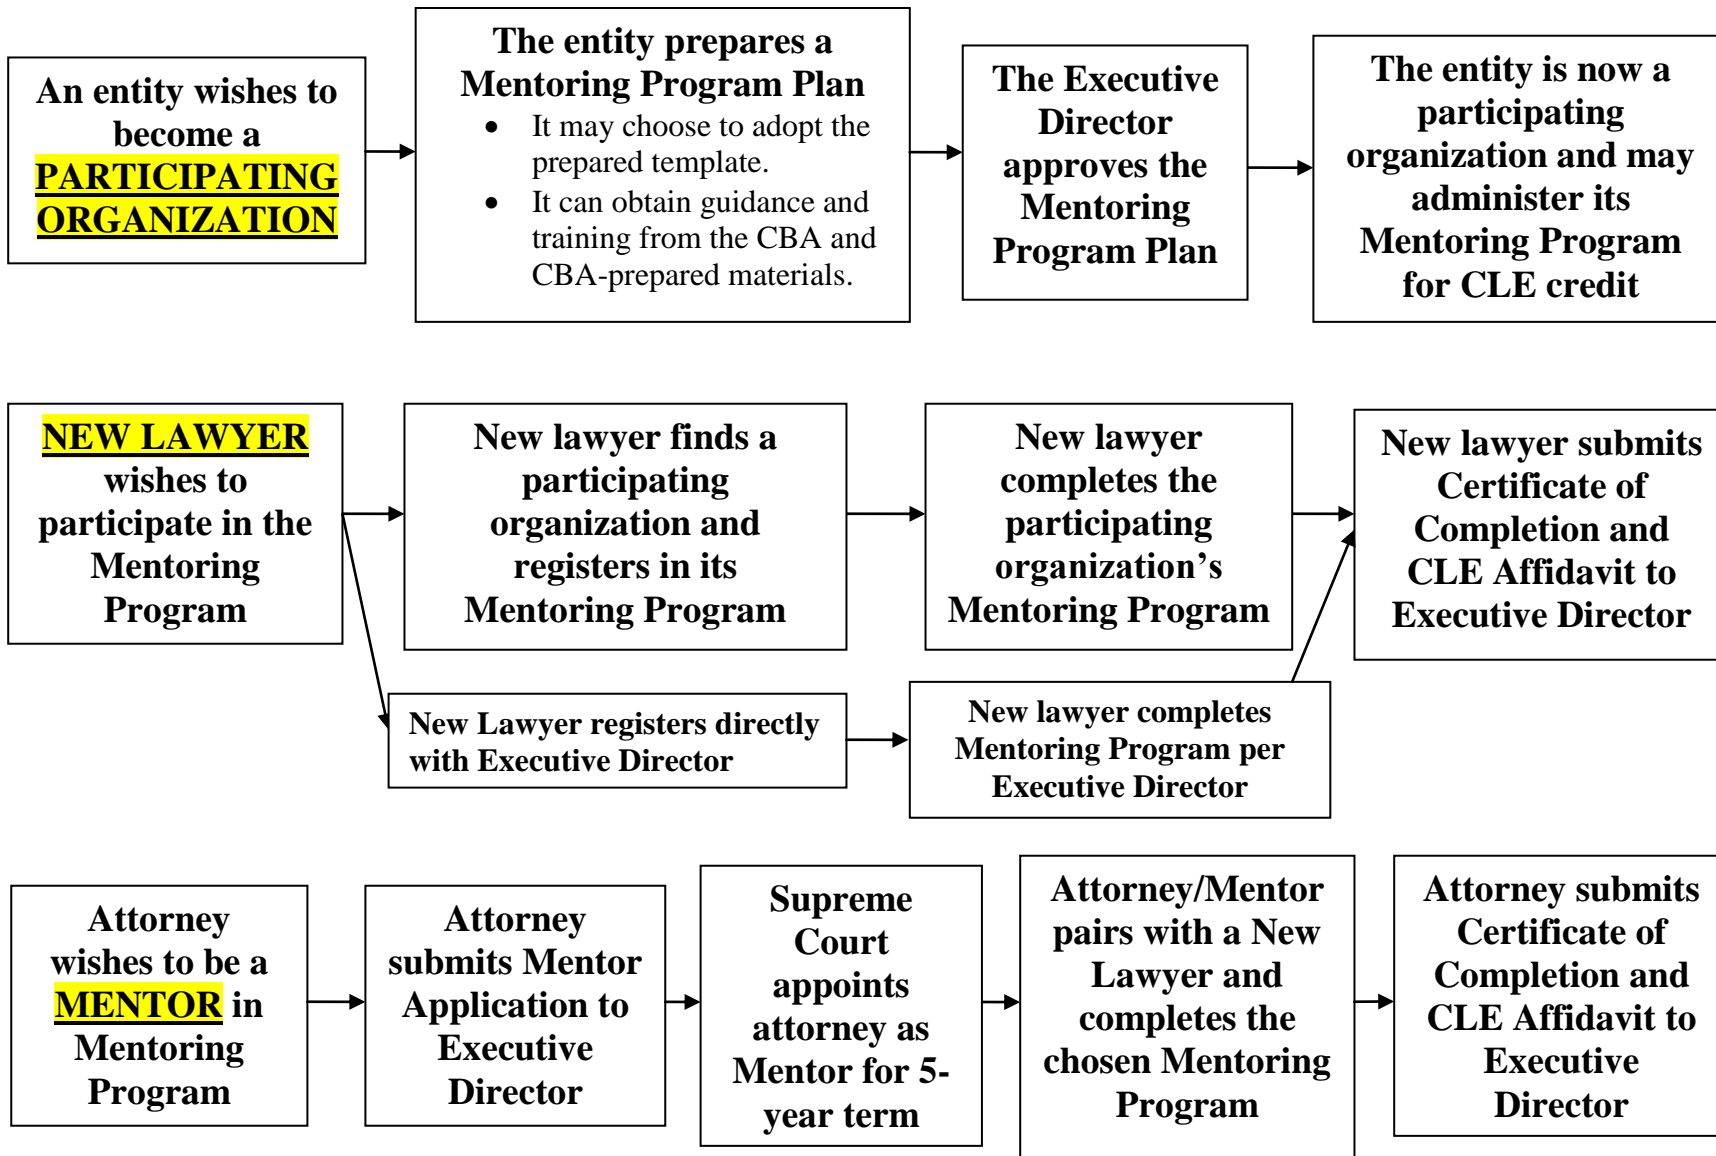 An entity wishes to
become a
PARTICIPATING
ORGANIZATION
The entity prepares a
Mentoring Program Plan
• It may choose to adopt the
prepared template.
• It can obtain guidance and
training from the CBA and
CBA-prepared materials.
The Executive
Director
approves the
Mentoring
Program Plan
The entity is now a
participating
organization and may
administer its
Mentoring Program
for CLE credit
NEW LAWYER
wishes to
participate in the
Mentoring
Program
New lawyer finds a
participating
organization and
registers in its
Mentoring Program
New lawyer
completes the
participating
organization’s
Mentoring Program
New lawyer submits
Certificate of
Completion and
CLE Affidavit to
Executive Director
New Lawyer registers directly
with Executive Director
New lawyer completes
Mentoring Program per
Executive Director
Attorney
wishes to be a
MENTOR in
Mentoring
Program
Attorney
submits Mentor
Application to
Executive
Director
Supreme
Court
appoints
attorney as
Mentor for 5-
year term
Attorney/Mentor
pairs with a New
Lawyer and
completes the
chosen Mentoring
Program
Attorney submits
Certificate of
Completion and
CLE Affidavit to
Executive
Director